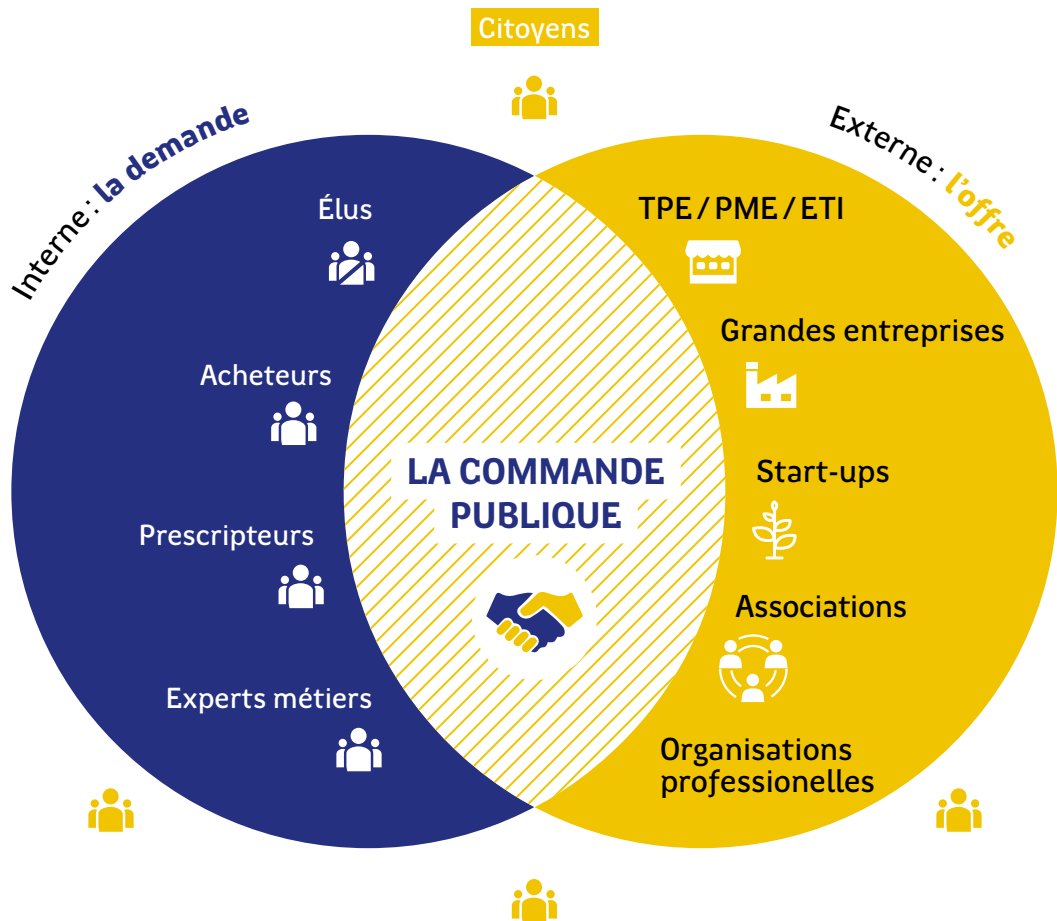 Citoyens
Interne : la demande
Externe : l'offre
Élus
Acheteurs
Prescripteurs
Experts métiers
LA COMMANDE
PUBLIQUE
TPE / PME / ETI
Grandes entreprises
Start-ups
Associations
Organisations
professionelles